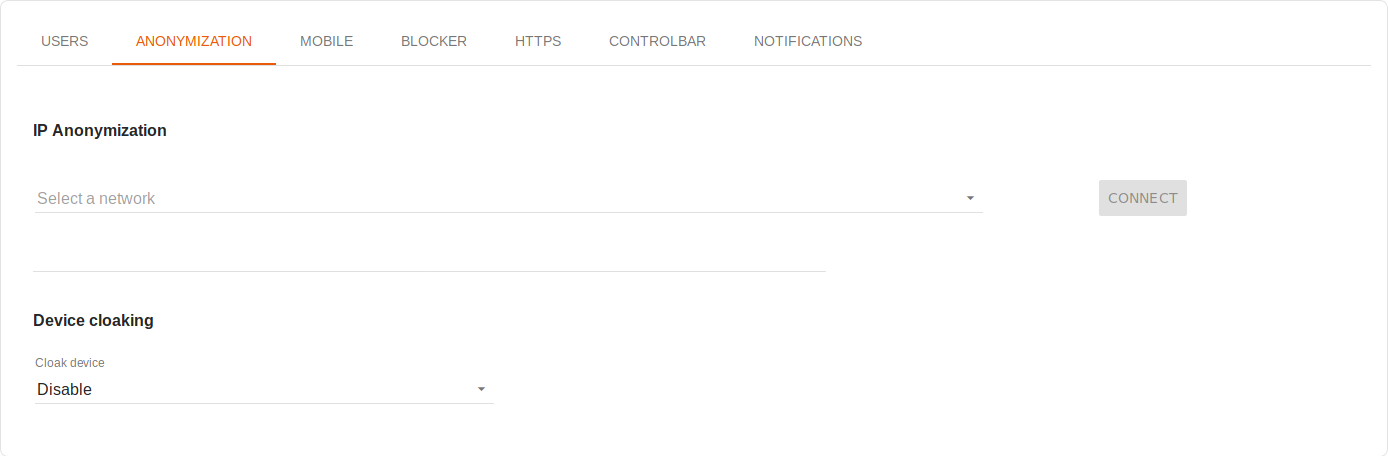 USERS ANONYMIZATION MOBILE BLOCKER HTTPS CONTROLBAR NOTIFICATIONS
IP Anonymization
Select a network CONNECT
Device cloaking
Cloak device
Disable